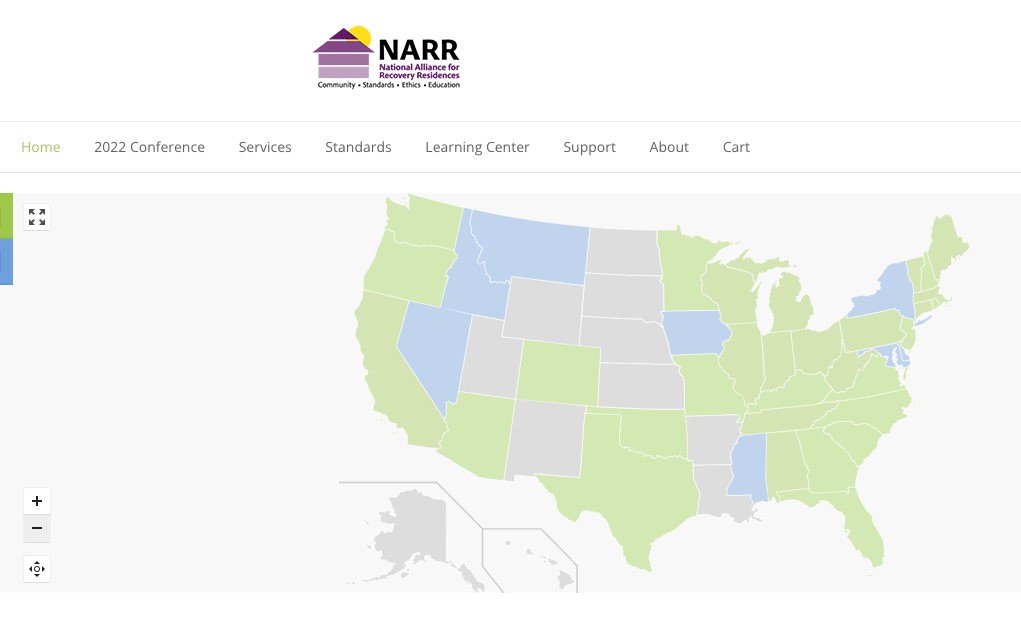 NARR
National Alliance for
Recovery Residences
Community • Standards • Ethics • Education
Home 2022 Conference Services Standards Learning Center Support About Cart